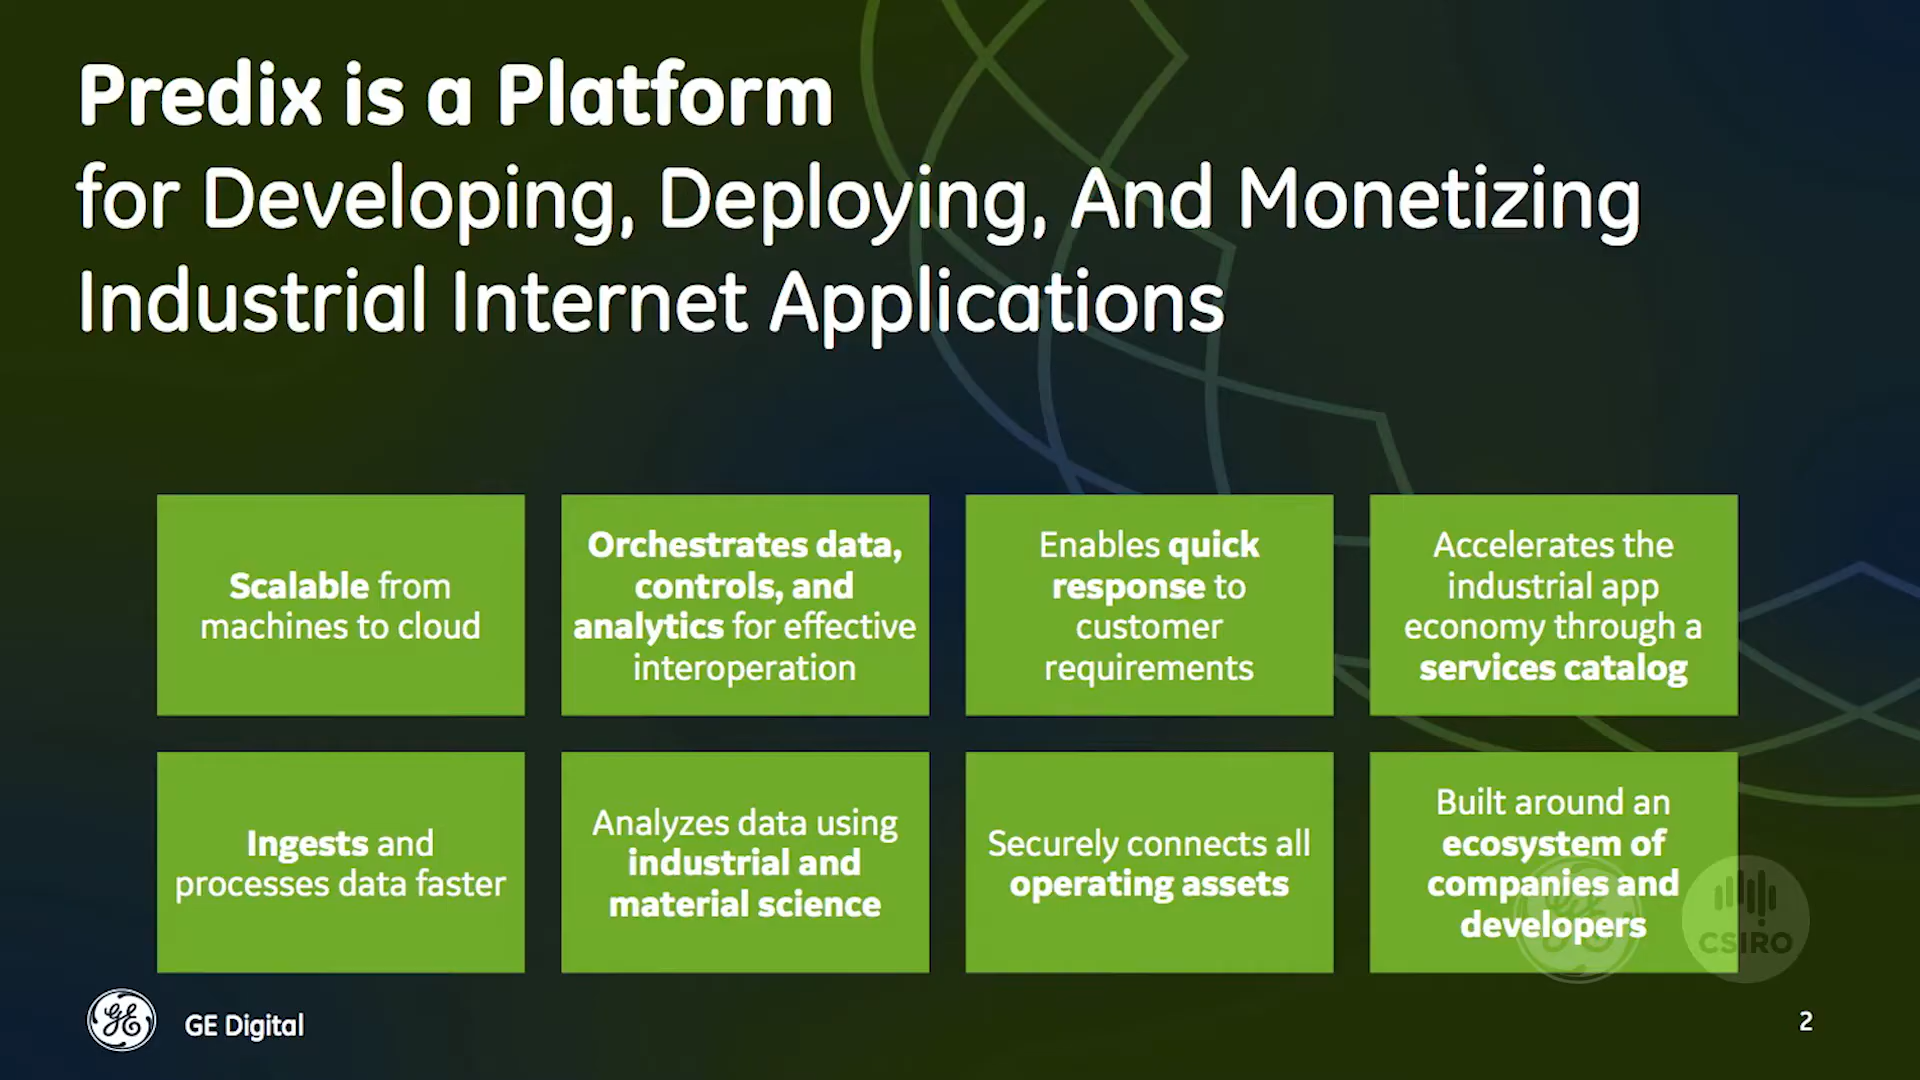 Predix is a Platform
for Developing, Deploying, And Monetizing
Industrial Internet Applications
Scalable from
machines to cloud
Orchestrates data,
controls, and
analytics for effective
interoperation
Enables quick
response to
customer
requirements
Accelerates the
industrial app
economy through a
services catalog
Ingests and
processes data faster
Analyzes data using
industrial and
material science
Securely connects all
operating assets
Built around an
ecosystem of
companies and
developers
GE
CSIRO
GE
GE Digital
2